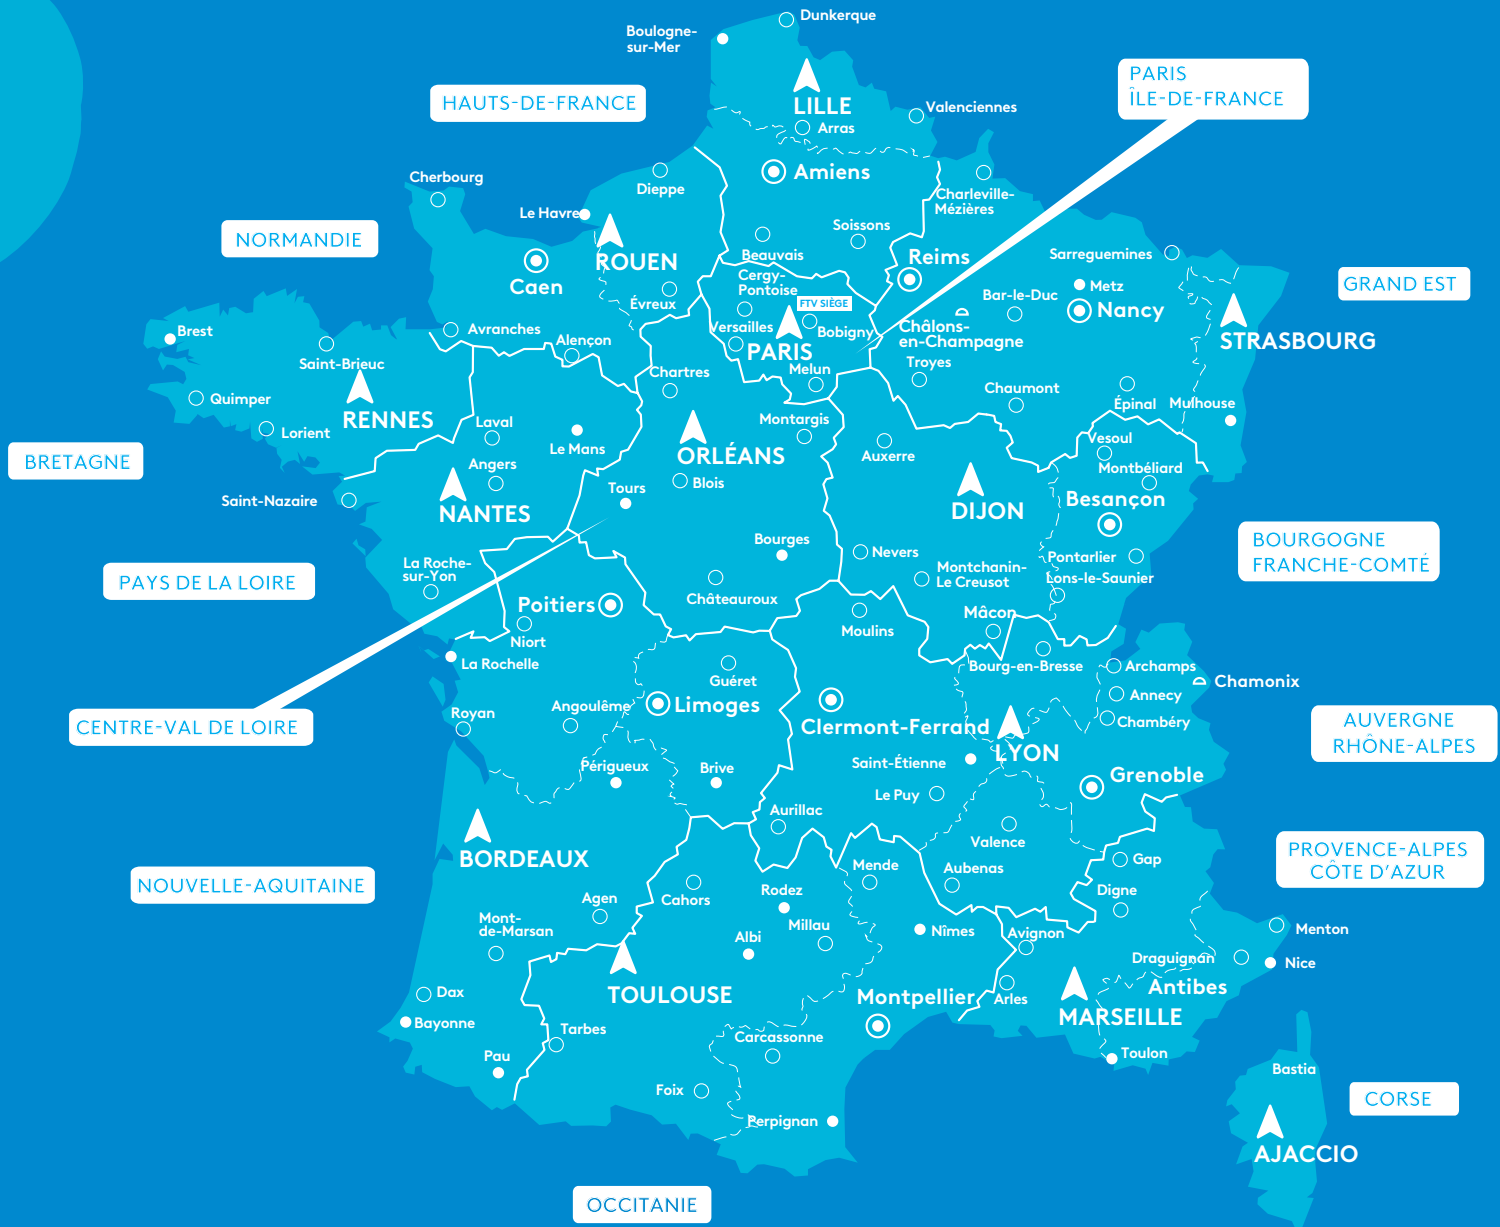 Dunkerque
Boulogne-
sur-Mer
PARIS
ÎLE-DE-FRANCE
HAUTS-DE-FRANCE
LILLE
Valenciennes
Arras
Amiens
Cherbourg
Dieppe
Charleville-
Mézières
Le Havre
Soissons
NORMANDIE
ROUEN
Beauvais
Reims
Sarreguemines
Caen
Cergy-
Pontoise
Metz
GRAND EST
Évreux
FTV SIÈGE
Bar-le-Duc
Nancy
Brest
Avranches
Versailles
Bobigny
Châlons-
en-Champagne
STRASBOURG
Alençon
PARIS
Saint-Brieuc
Chartres
Melun
Troyes
Quimper
Chaumont
Épinal
Mulhouse
RENNES
Lorient
Laval
Montargis
Vesoul
Le Mans
ORLÉANS
Auxerre
BRETAGNE
Angers
Montbéliard
Saint-Nazaire
Tours
Blois
Besançon
NANTES
DIJON
Bourges
Nevers
Pontarlier
BOURGOGNE
FRANCHE-COMTÉ
La Roche-
sur-Yon
Montchanin-
Le Creusot
Lons-le-Saunier
PAYS DE LA LOIRE
Poitiers
Châteauroux
Mâcon
Niort
Moulins
La Rochelle
Bourg-en-Bresse
Archamps
Guéret
Chamonix
Annecy
Royan
Angoulême
Limoges
CENTRE-VAL DE LOIRE
Clermont-Ferrand
Chambéry
AUVERGNE
RHÔNE-ALPES
LYON
Périgueux
Brive
Saint-Étienne
Grenoble
Le Puy
Aurillac
Valence
BORDEAUX
Mende
Aubenas
Gap
PROVENCE-ALPES
CÔTE D'AZUR
NOUVELLE-AQUITAINE
Agen
Cahors
Rodez
Digne
Mont-
de-Marsan
Millau
Albi
Nîmes
Avignon
Menton
Draguignan
Nice
Dax
TOULOUSE
Montpellier
Arles
Antibes
MARSEILLE
Bayonne
Tarbes
Carcassonne
Pau
Toulon
Bastia
Foix
CORSE
Perpignan
AJACCIO
OCCITANIE